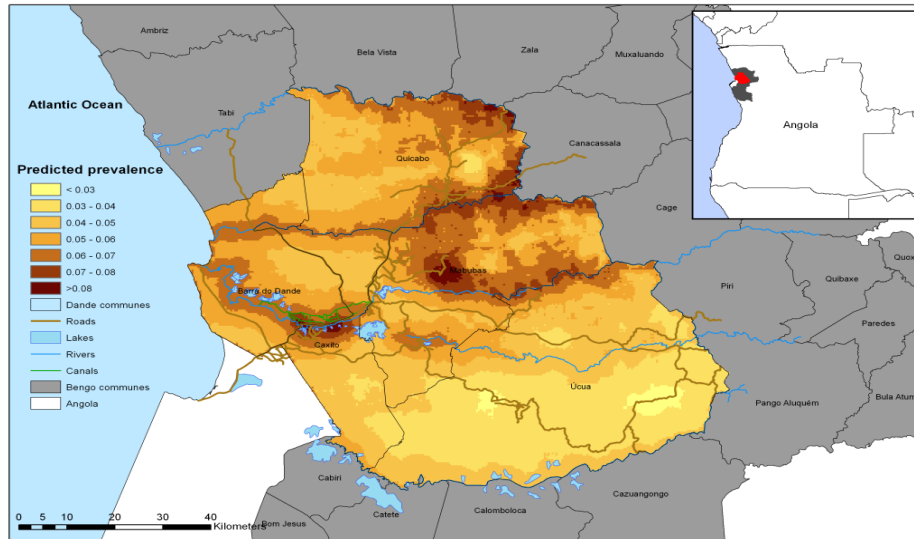 Ambriz
Bela Vista
Zala
Muxaluando
Atlantic Ocean
Tabi
Angola
Canacassala
Quicabo
Predicted prevalence
< 0.03
0.03 - 0.04
0.04 - 0.05
0.05 - 0.06
0.06 - 0.07
0.07 - 0.08
>0.08
Dande communes
Roads
Lakes
Rivers
Canals
Bengo communes
Angola
Cage
Mabubas
Barra do Dande
Piri
Quibaxe
Quox
Paredes
Caxito
Úcua
Pango Aluquém
Bula Atum
Cabiri
Cazuangongo
Calomboloca
Catete
Bom Jesus
0 5 10 20 30 40
Kilometers